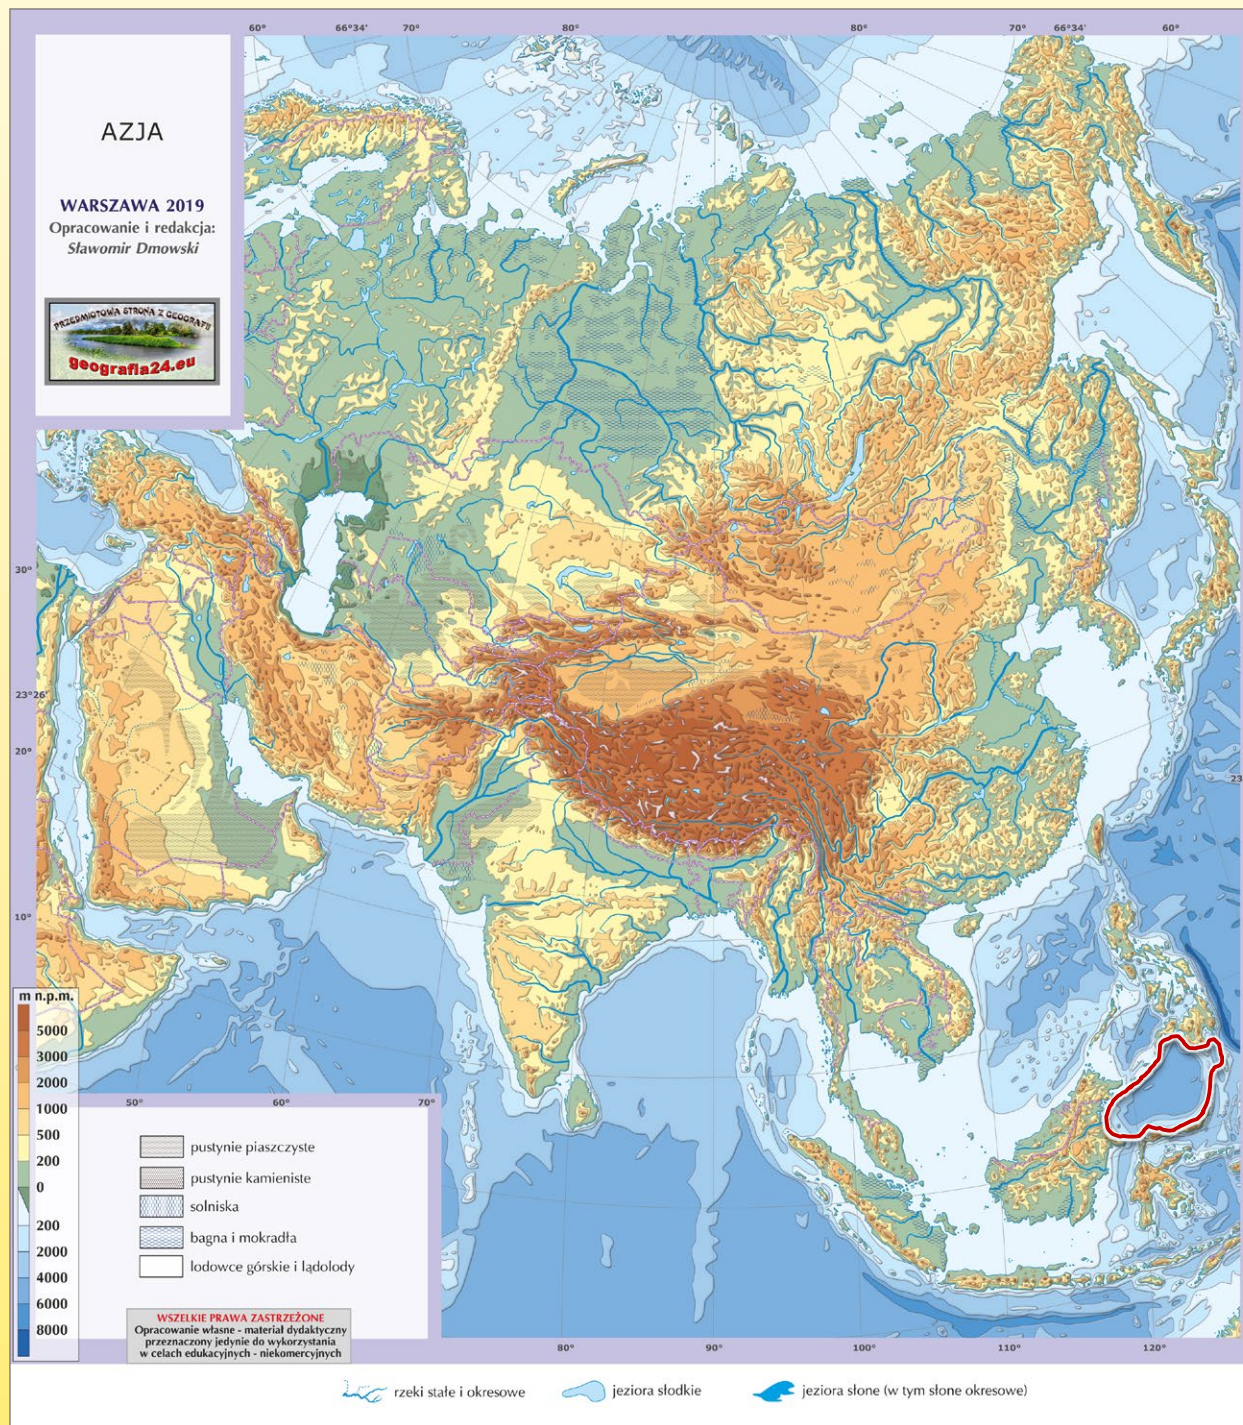 60° 66°34' 70° 80° 80° 70° 66°34' 60°
AZJA
WARSZAWA 2019
Opracowanie i redakcja:
Sławomir Dmowski
PRZEDMIOTOWA STRONA Z GEOGRAFII
geografia24.eu
30°
23°26'
20°
10°
23
m n.p.m.
5000
3000
2000
1000
500
200
0
200
2000
4000
6000
8000
50° 60° 70°
pustynie piaszczyste
pustynie kamieniste
solniska
bagna i mokradła
lodowce górskie i lądolody
WSZELKIE PRAWA ZASTRZEŻONE
Opracowanie własne - materiał dydaktyczny
przeznaczony jedynie do wykorzystania
w celach edukacyjnych - niekomercyjnych
80° 90° 100° 110° 120°
rzeki stałe i okresowe
jeziora słodkie
jeziora słone (w tym słone okresowe)